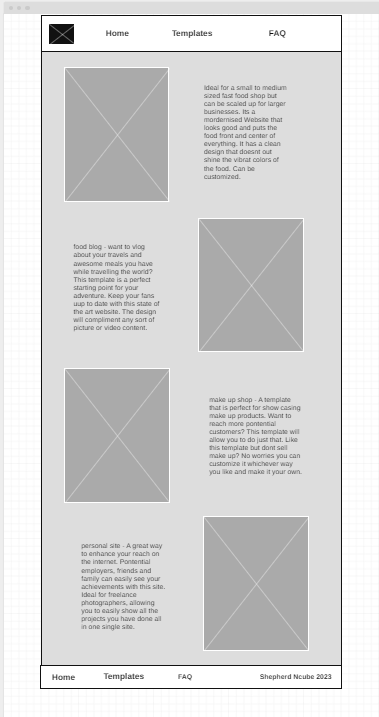 Home Templates FAQ
Ideal for a small to medium
sized fast food shop but
can be scaled up for larger
businesses. Its a
mordernised Website that
looks good and puts the
food front and center of
everything. It has a clean
design that doesnt out
shine the vibrat colors of
the food. Can be
customized.
food blog - want to vlog
about your travels and
awesome meals you have
while travelling the world?
This template is a perfect
starting point for your
adventure. Keep your fans
uup to date with this state of
the art website. The design
will compliment any sort of
picture or video content.
make up shop - A template
that is perfect for show casing
make up products. Want to
reach more pontential
customers? This template will
allow you to do just that. Like
this template but dont sell
make up? No worries you can
customize it whichever way
you like and make it your own.
personal site - A great way
to enhance your reach on
the internet. Pontential
employers, friends and
family can easily see your
achievements with this site.
Ideal for freelance
photographers, allowing
you to easily show all the
projects you have done all
in one single site.
Home Templates FAQ Shepherd Ncube 2023